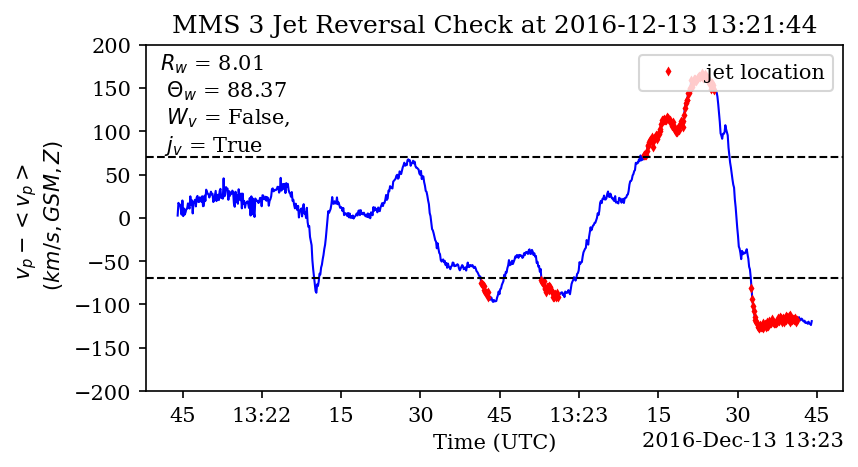 MMS 3 Jet Reversal Check at 2016-12-13 13:21:44
R_w = 8.01
Θ_w = 88.37
W_v = False,
j_v = True
jet location
200
150
100
50
0
−50
−100
−150
−200
v_p − < v_p >
(km/s, GSM, Z)
45 13:22 15 30 45 13:23 15 30 45
Time (UTC)
2016-Dec-13 13:23